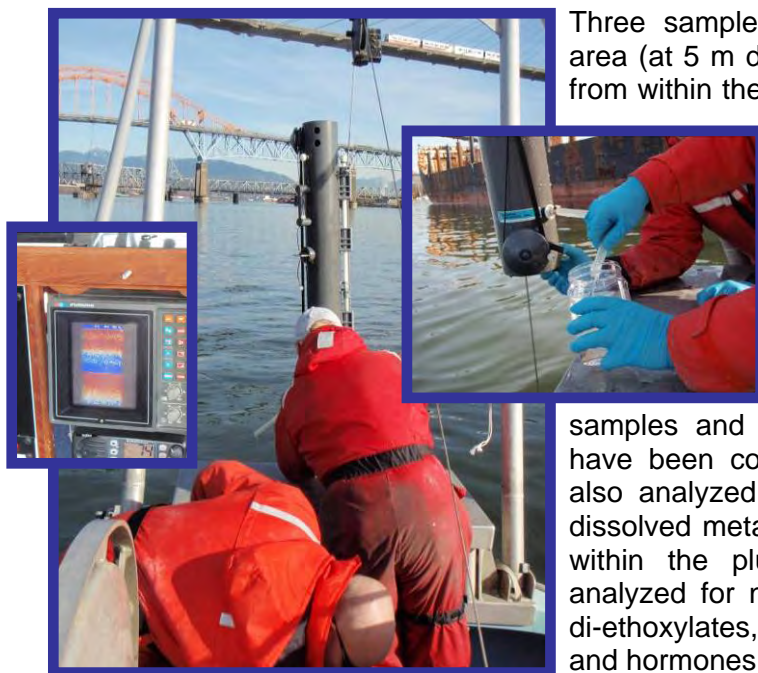 Three sample
area (at 5 m d
from within the
samples and
have been co
also analyzed
dissolved meta
within the plu
analyzed for n
di-ethoxylates,
and hormones